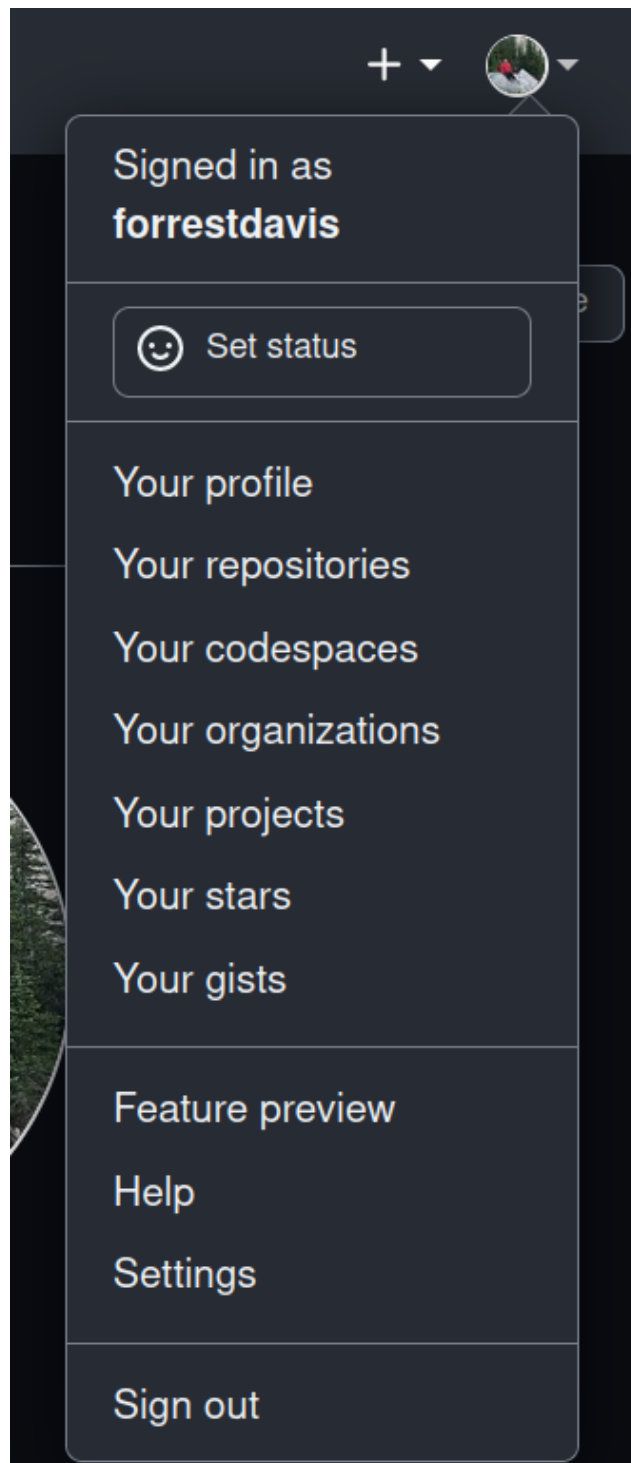 Signed in as
forrestdavis
Set status
Your profile
Your repositories
Your codespaces
Your organizations
Your projects
Your stars
Your gists
Feature preview
Help
Settings
Sign out